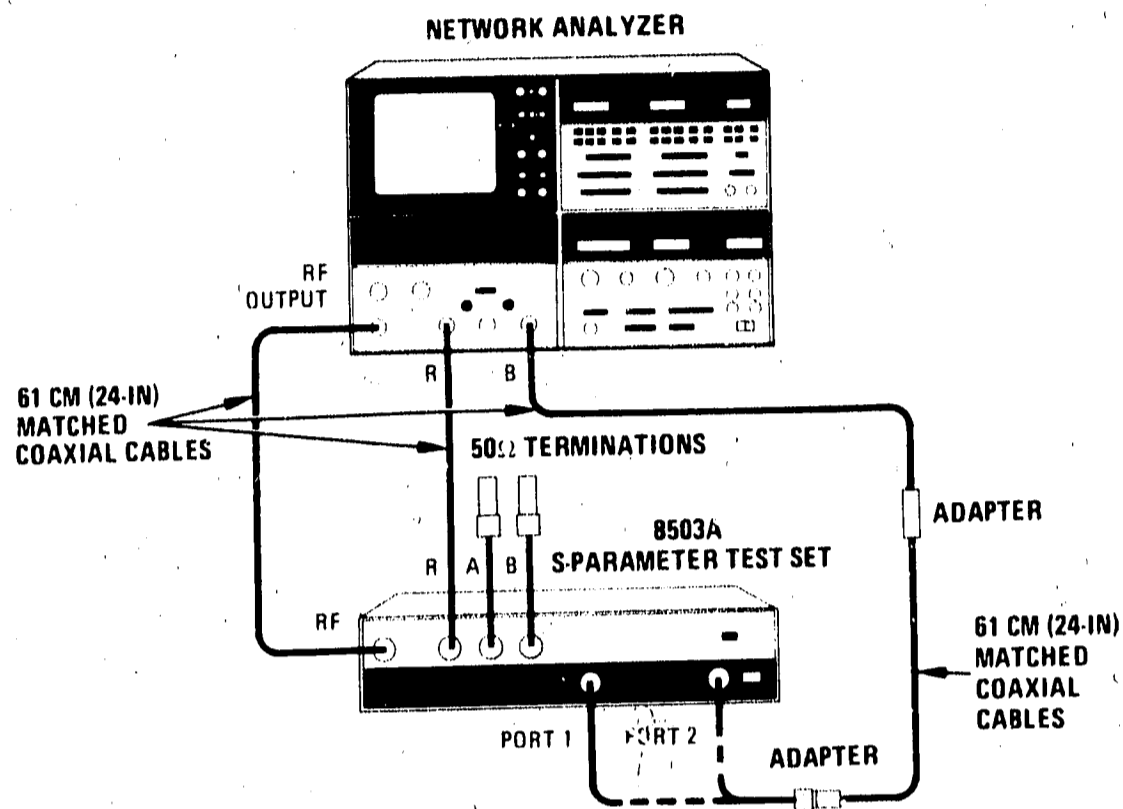 NETWORK ANALYZER
RF
OUTPUT
R
B
61 CM (24-IN)
MATCHED
COAXIAL CABLES
50Ω TERMINATIONS
ADAPTER
8503A
S-PARAMETER TEST SET
R
A
B
RF
61 CM (24-IN)
MATCHED
COAXIAL
CABLES
PORT 1
PORT 2
ADAPTER